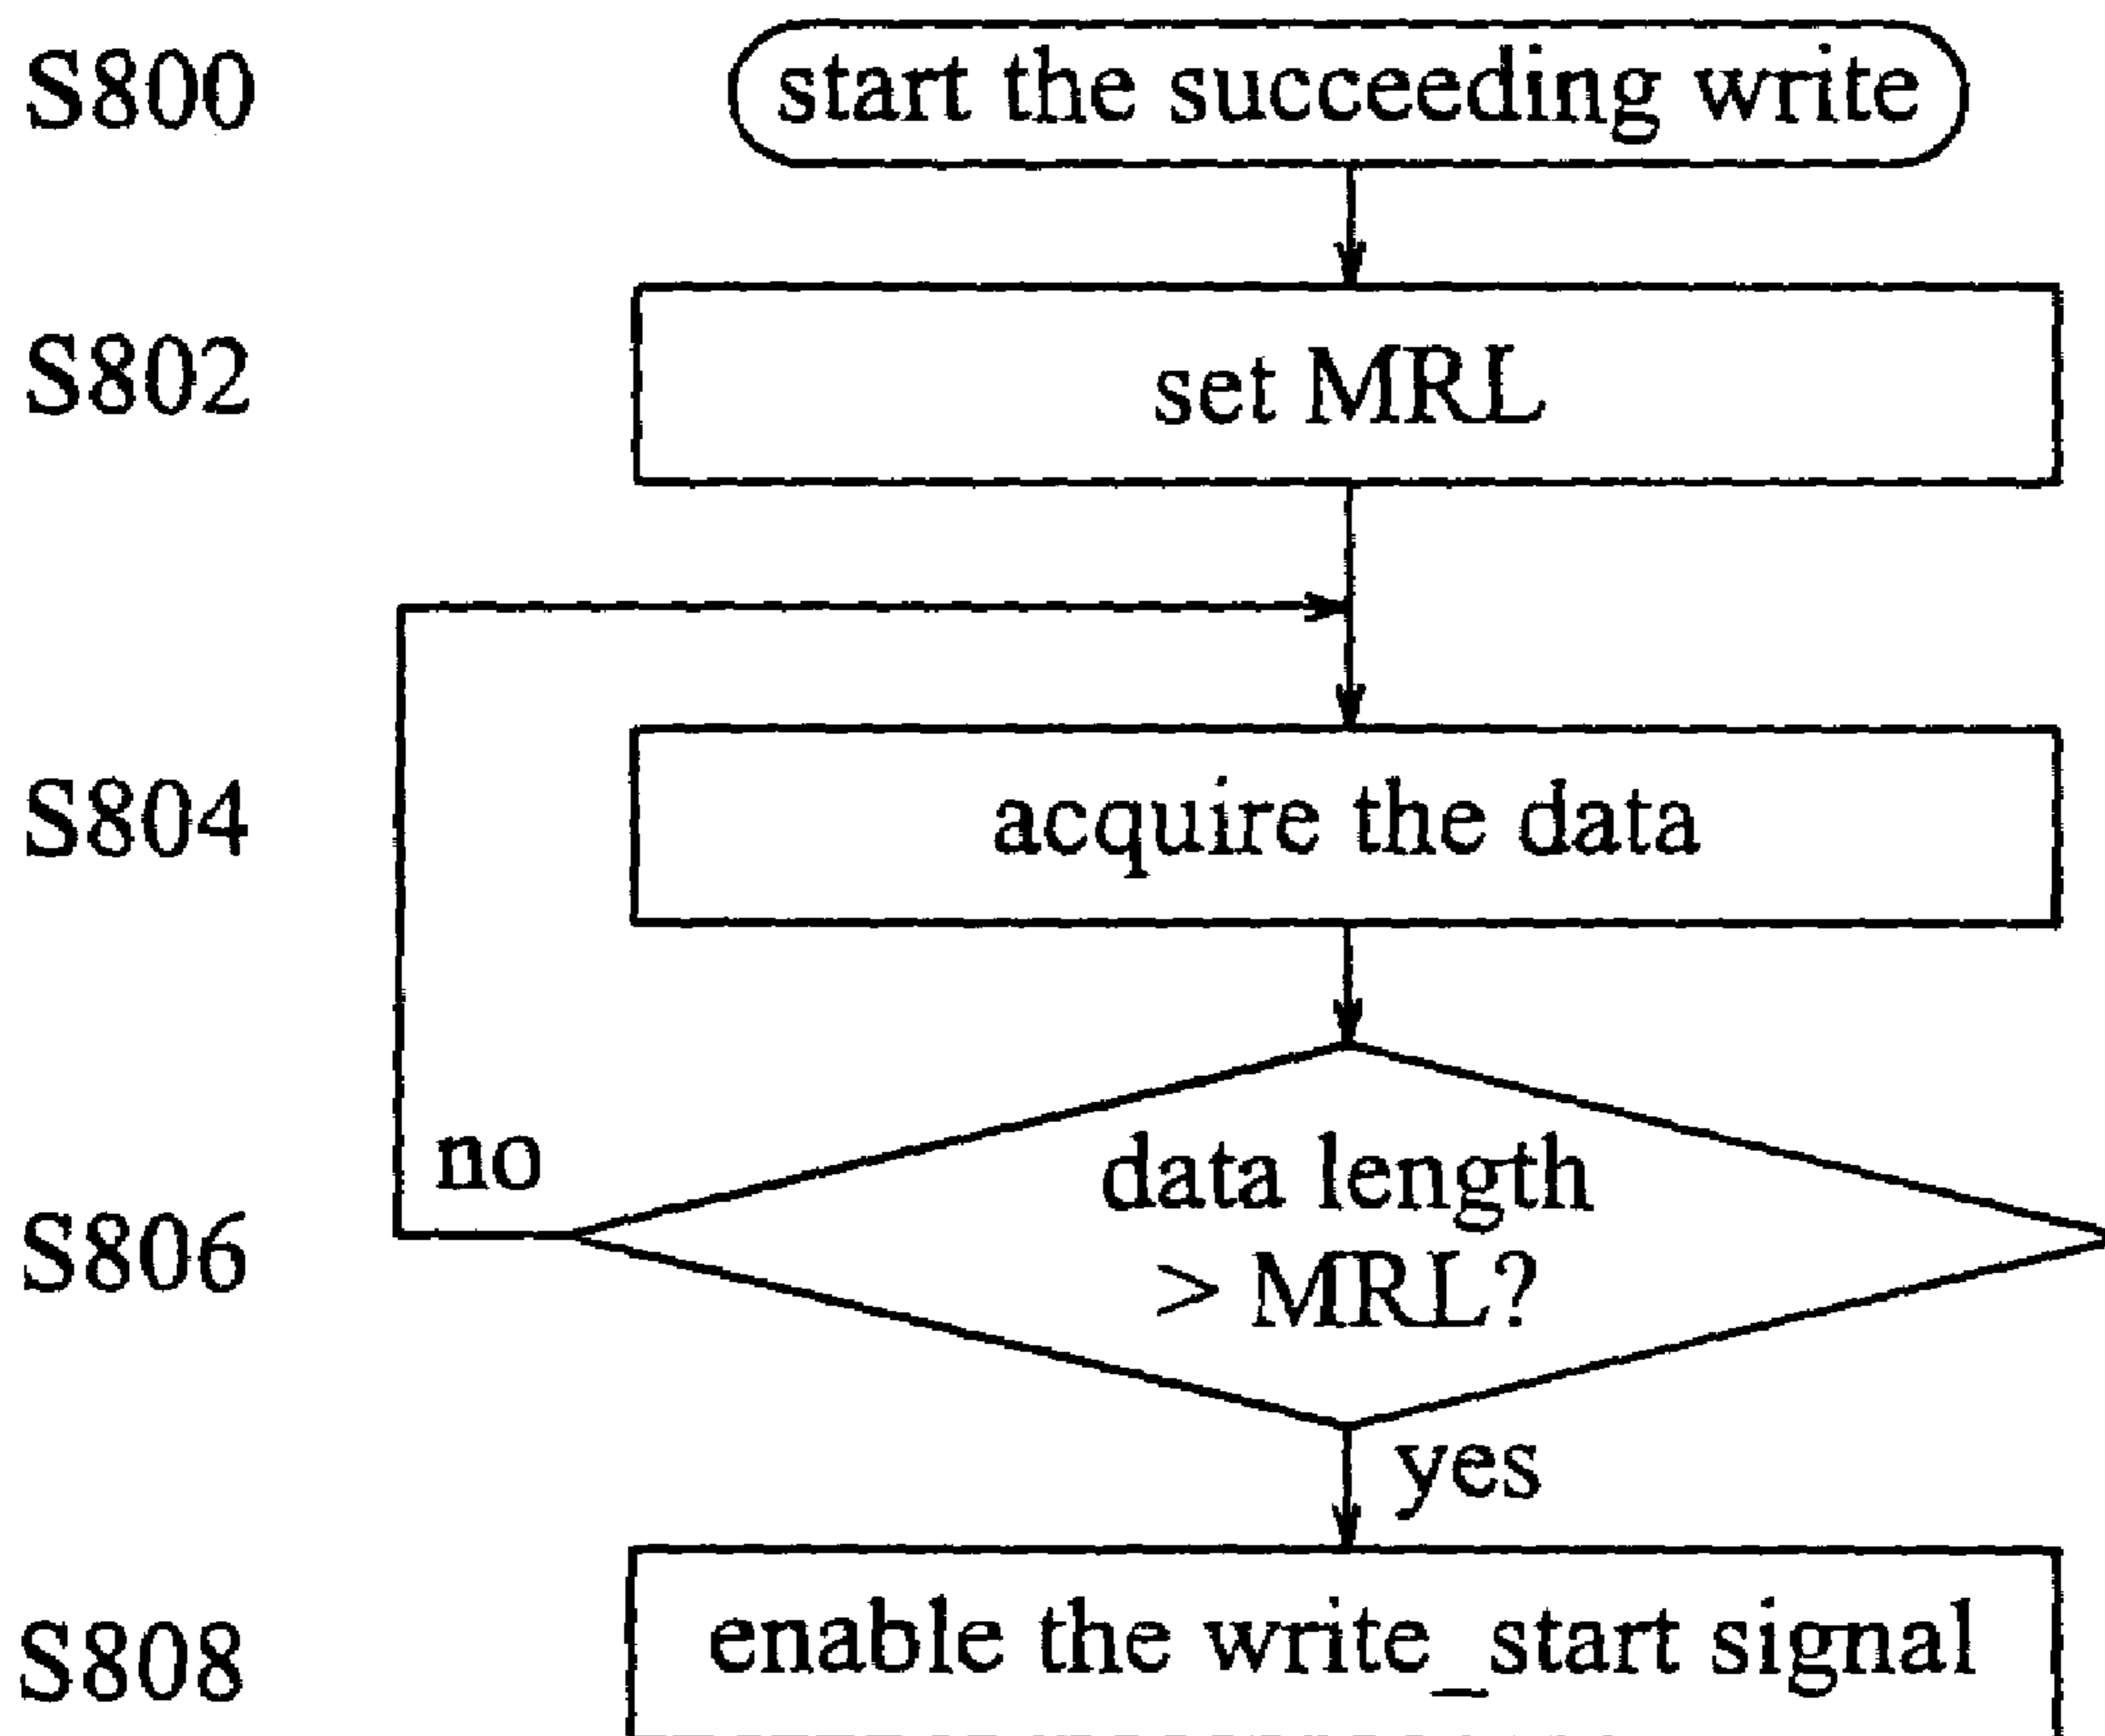 S800
start the succeeding write
S802
set MRL
S804
acquire the data
no
S806
data length
> MRL?
yes
S808
enable the write_start signal